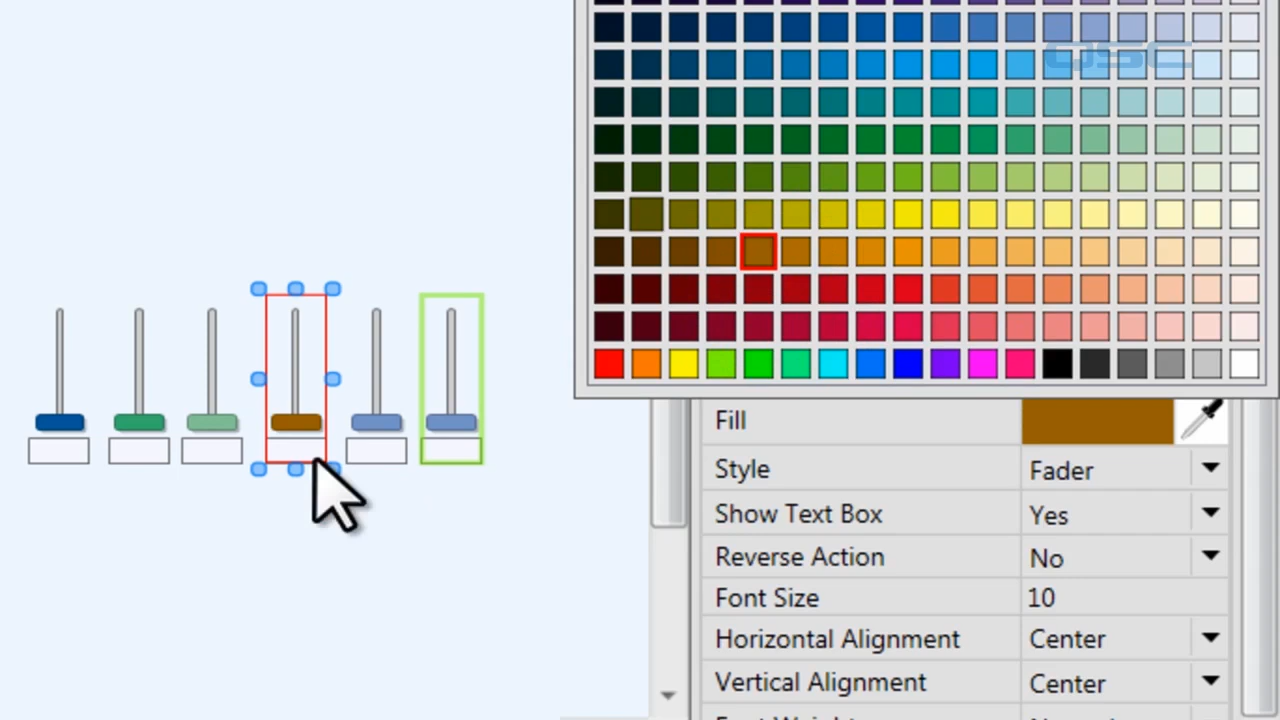 QSC
Fill
Style Fader
Show Text Box Yes
Reverse Action No
Font Size 10
Horizontal Alignment Center
Vertical Alignment Center